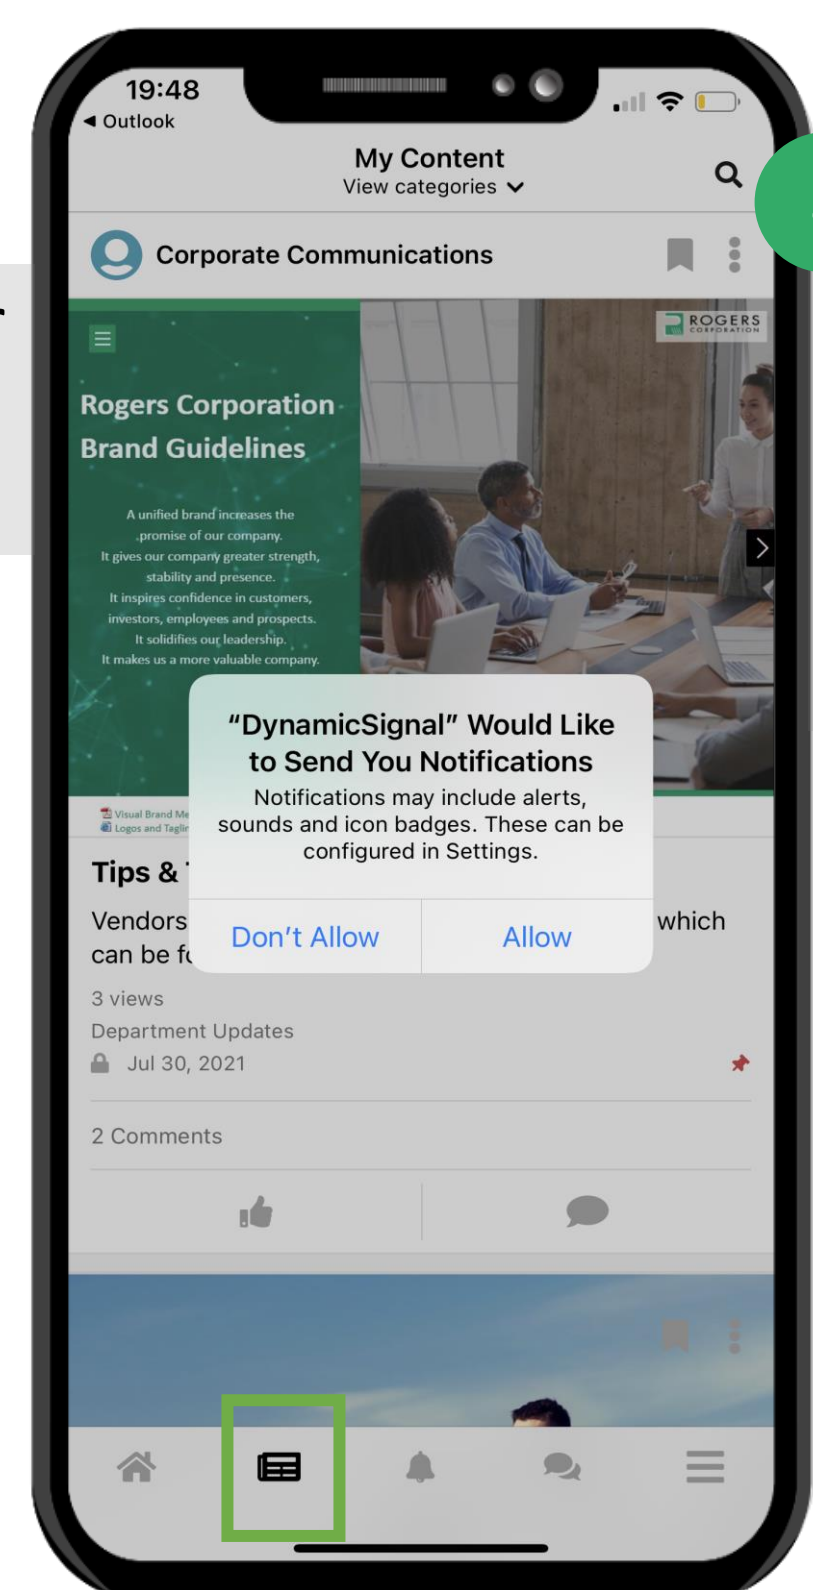 19:48
◀ Outlook
My Content
View categories
Corporate Communications
ROGERS
CORPORATION
Rogers Corporation
Brand Guidelines
A unified brand increases the
promise of our company.
It gives our company greater strength,
stability and presence.
It inspires confidence in customers,
investors, employees and prospects.
It solidifies our leadership.
It makes us a more valuable company.
“DynamicSignal” Would Like
to Send You Notifications
Notifications may include alerts,
sounds and icon badges. These can be
configured in Settings.
Don’t Allow
Allow
Visual Brand
Logos and
Tips &
Vendors which
can be
3 views
Department Updates
Jul 30, 2021
2 Comments